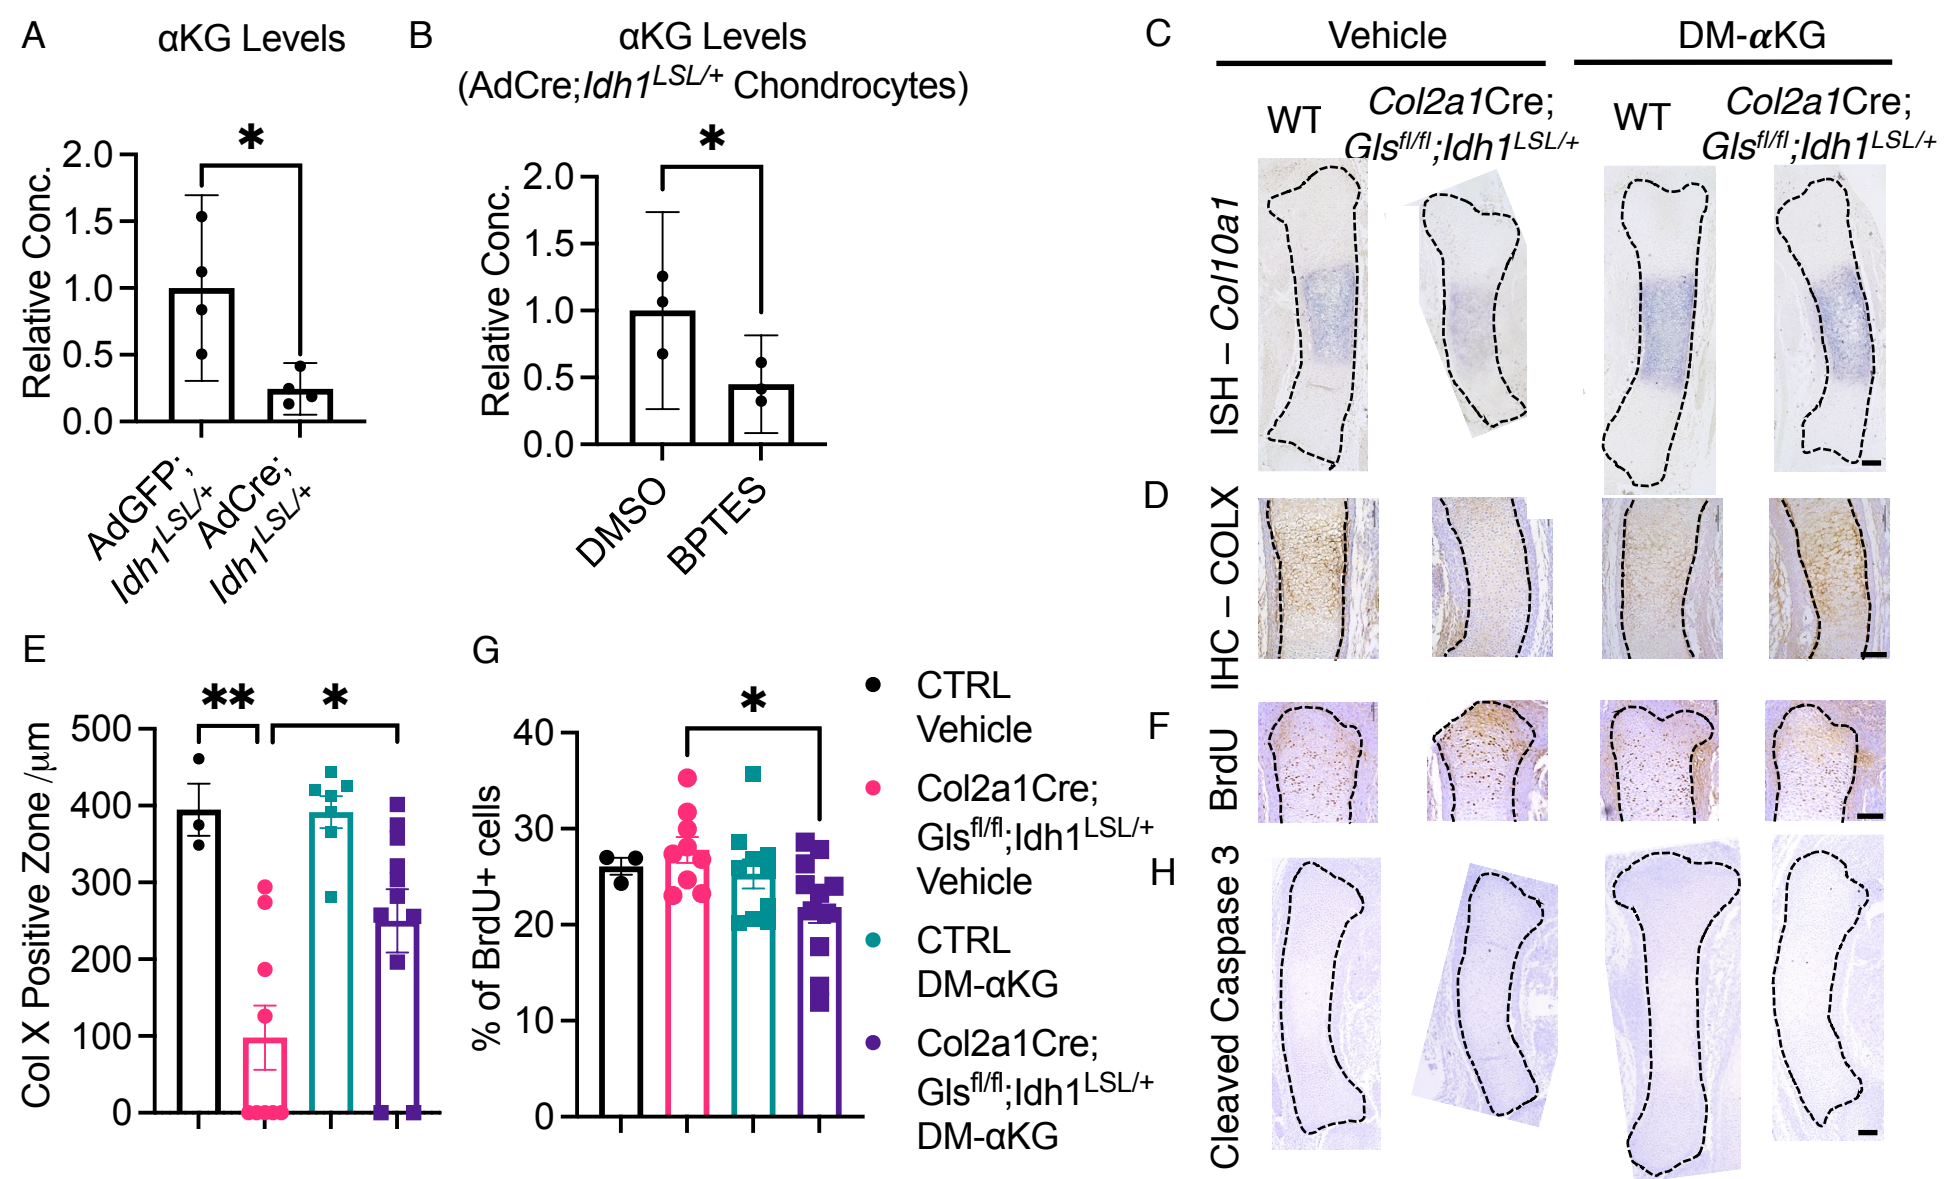 A
αKG Levels
2.0
1.5
1.0
0.5
0.0
Relative Conc.
*
AdGFP;
Idh1LSL/+
AdCre;
Idh1LSL/+
B
αKG Levels
(AdCre;Idh1LSL/+ Chondrocytes)
2.0
1.5
1.0
0.5
0.0
Relative Conc.
*
DMSO
BPTES
C
Vehicle
DM-αKG
WT
Col2a1Cre;
Glsfl/fl;Idh1LSL/+
WT
Col2a1Cre;
Glsfl/fl;Idh1LSL/+
ISH – Col10a1
D
IHC – COLX
E
500
400
300
200
100
0
Col X Positive Zone /μm
**
*
F
BrdU
G
40
30
20
10
0
% of BrdU+ cells
*
CTRL
Vehicle
Col2a1Cre;
Glsfl/fl;Idh1LSL/+
Vehicle
CTRL
DM-αKG
Col2a1Cre;
Glsfl/fl;Idh1LSL/+
DM-αKG
H
Cleaved Caspase 3